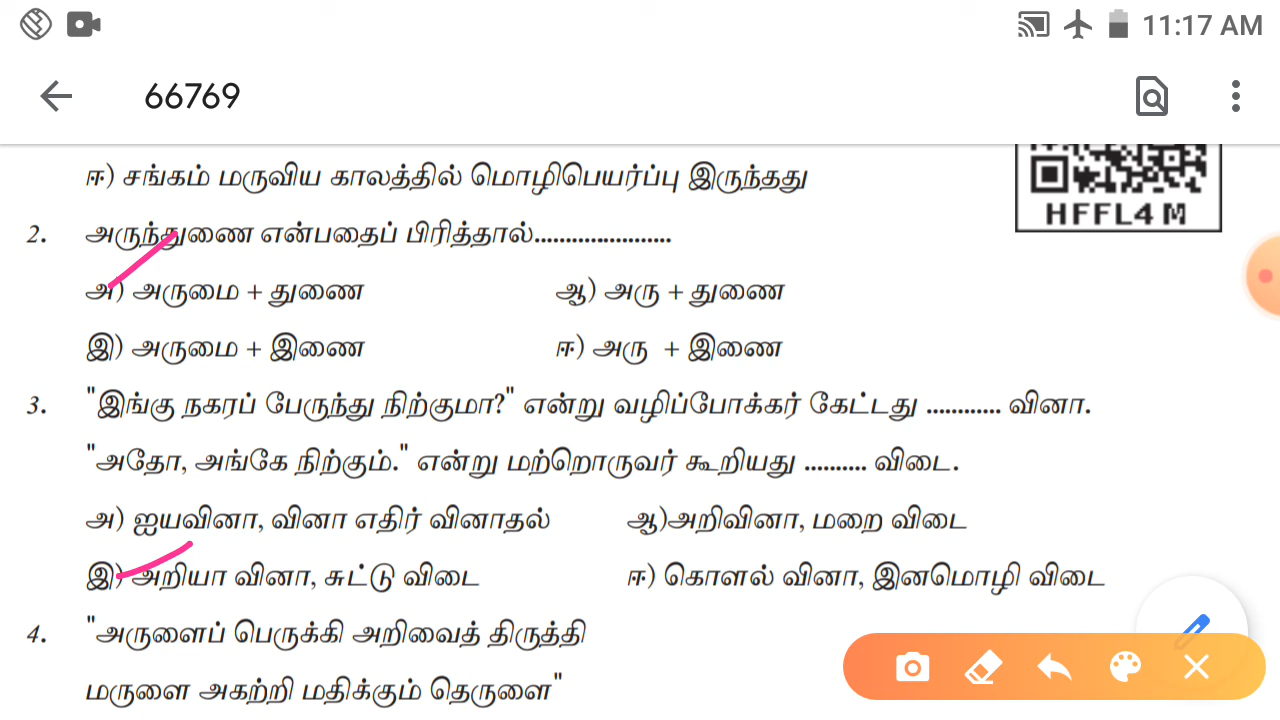 11:17 AM
66769
ஈ) சங்கம் மருவிய காலத்தில் மொழிபெயர்ப்பு இருந்தது
HFFL4M
2. அருந்துணை என்பதைப் பிரித்தால்......................
அ) அருமை + துணை ஆ) அரு + துணை
இ) அருமை + இணை ஈ) அரு + இணை
3. "இங்கு நகரப் பேருந்து நிற்குமா?" என்று வழிப்போக்கர் கேட்டது ............ வினா.
"அதோ, அங்கே நிற்கும்." என்று மற்றொருவர் கூறியது .......... விடை.
அ) ஐயவினா, வினா எதிர் வினாதல் ஆ)அறிவினா, மறை விடை
இ) அறியா வினா, சுட்டு விடை ஈ) கொளல் வினா, இனமொழி விடை
4. "அருளைப் பெருக்கி அறிவைத் திருத்தி
மருளை அகற்றி மதிக்கும் தெருளை"